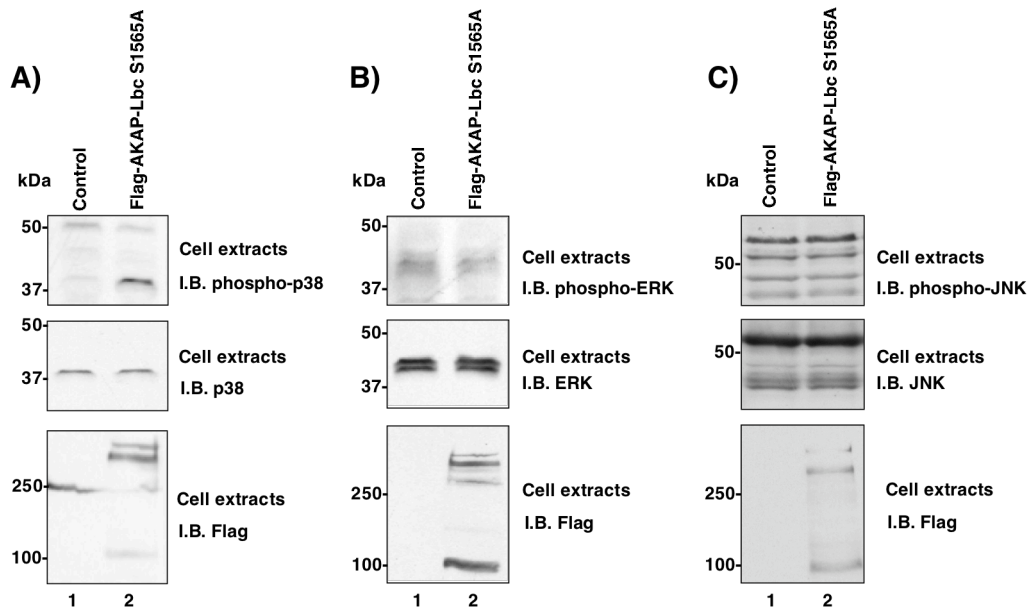 A)
kDa
Control
Flag-AKAP-Lbc S1565A
50-
37-
Cell extracts
I.B. phospho-p38
50-
37-
Cell extracts
I.B. p38
250-
100-
Cell extracts
I.B. Flag
1 2
B)
kDa
Control
Flag-AKAP-Lbc S1565A
50-
37-
Cell extracts
I.B. phospho-ERK
50-
37-
Cell extracts
I.B. ERK
250-
100-
Cell extracts
I.B. Flag
1 2
C)
kDa
Control
Flag-AKAP-Lbc S1565A
50-
Cell extracts
I.B. phospho-JNK
50-
Cell extracts
I.B. JNK
250-
100-
Cell extracts
I.B. Flag
1 2